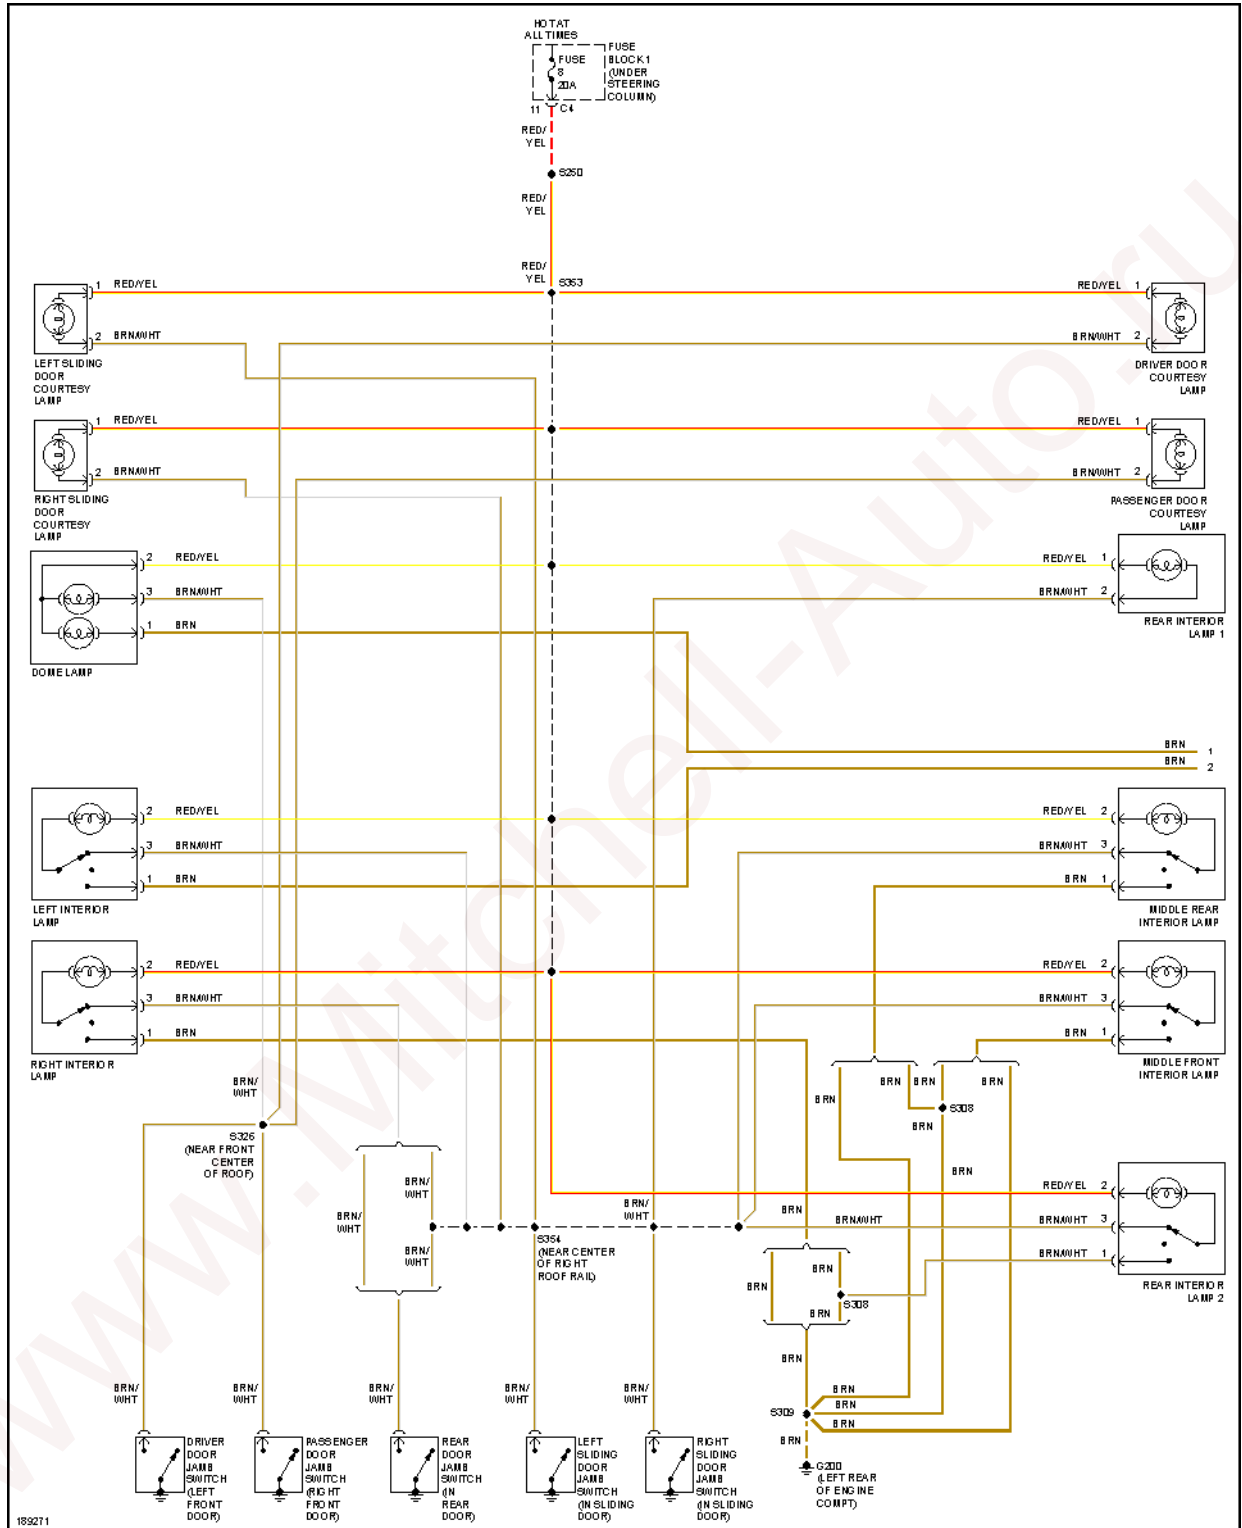 HOT AT
ALL TIMES
FUSE
BLOCK 1
(UNDER
STEERING
COLUMN)
FUSE
8
20A
11 C4
RED/
YEL
S250
RED/
YEL
RED/
YEL
S353
1 RED/YEL
2 BRN/WHT
LEFT SLIDING
DOOR
COURTESY
LAMP
RED/YEL 1
BRN/WHT 2
DRIVER DOOR
COURTESY
LAMP
1 RED/YEL
2 BRN/WHT
RIGHT SLIDING
DOOR
COURTESY
LAMP
RED/YEL 1
BRN/WHT 2
PASSENGER DOOR
COURTESY
LAMP
2 RED/YEL
3 BRN/WHT
1 BRN
DOME LAMP
RED/YEL 1
BRN/WHT 2
REAR INTERIOR
LAMP 1
BRN 1
BRN 2
2 RED/YEL
3 BRN/WHT
1 BRN
LEFT INTERIOR
LAMP
RED/YEL 2
BRN/WHT 3
BRN 1
MIDDLE REAR
INTERIOR LAMP
2 RED/YEL
3 BRN/WHT
1 BRN
RIGHT INTERIOR
LAMP
RED/YEL 2
BRN/WHT 3
BRN 1
MIDDLE FRONT
INTERIOR LAMP
BRN/
WHT
S326
(NEAR FRONT
CENTER
OF ROOF)
BRN
BRN
BRN
BRN
BRN
S308
BRN
BRN
BRN/
WHT
BRN/
WHT
BRN/
WHT
BRN/
WHT
BRN
S354
(NEAR CENTER
OF RIGHT
ROOF RAIL)
BRN/WHT
RED/YEL 2
BRN/WHT 3
BRN/WHT 1
REAR INTERIOR
LAMP 2
BRN
BRN
BRN
S308
BRN
BRN/
WHT
BRN/
WHT
BRN/
WHT
BRN/
WHT
BRN/
WHT
BRN
BRN
BRN
S309
BRN
G200
(LEFT REAR
OF ENGINE
COMPT)
DRIVER
DOOR
JAMB
SWITCH
(LEFT
FRONT
DOOR)
PASSENGER
DOOR
JAMB
SWITCH
(RIGHT
FRONT
DOOR)
REAR
DOOR
JAMB
SWITCH
(IN
REAR
DOOR)
LEFT
SLIDING
DOOR
JAMB
SWITCH
(IN SLIDING
DOOR)
RIGHT
SLIDING
DOOR
JAMB
SWITCH
(IN SLIDING
DOOR)
189271
www.Mitchell-Auto.ru